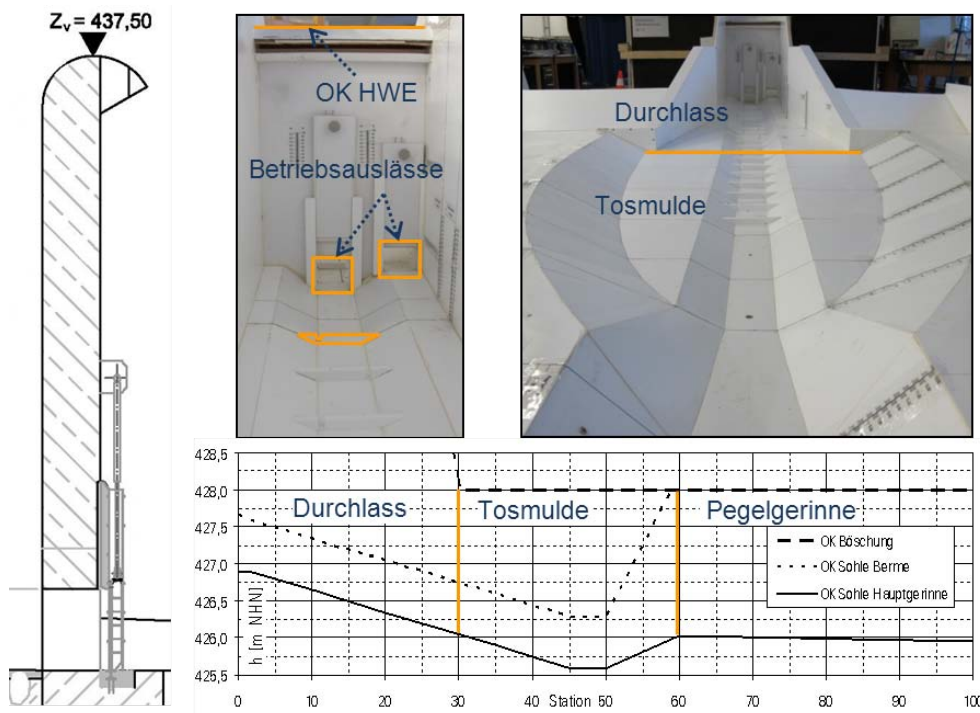 Zv = 437,50
OK HWE
Betriebsauslässe
Durchlass
Tosmulde
428,5
428,0
427,5
427,0
426,5
426,0
425,5
h [m NHN]
Durchlass
Tosmulde
Pegelgerinne
OK Böschung
OK Sohle Berme
OK Sohle Hauptgerinne
0 10 20 30 40 Station 50 60 70 80 90 100